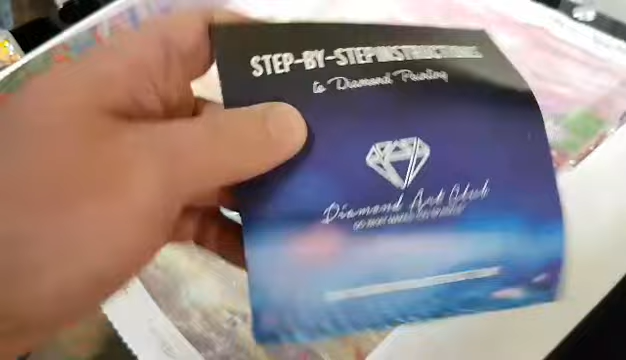 STEP-BY-STEP INSTRUCTIONS
to Diamond Painting
Diamond Art Club